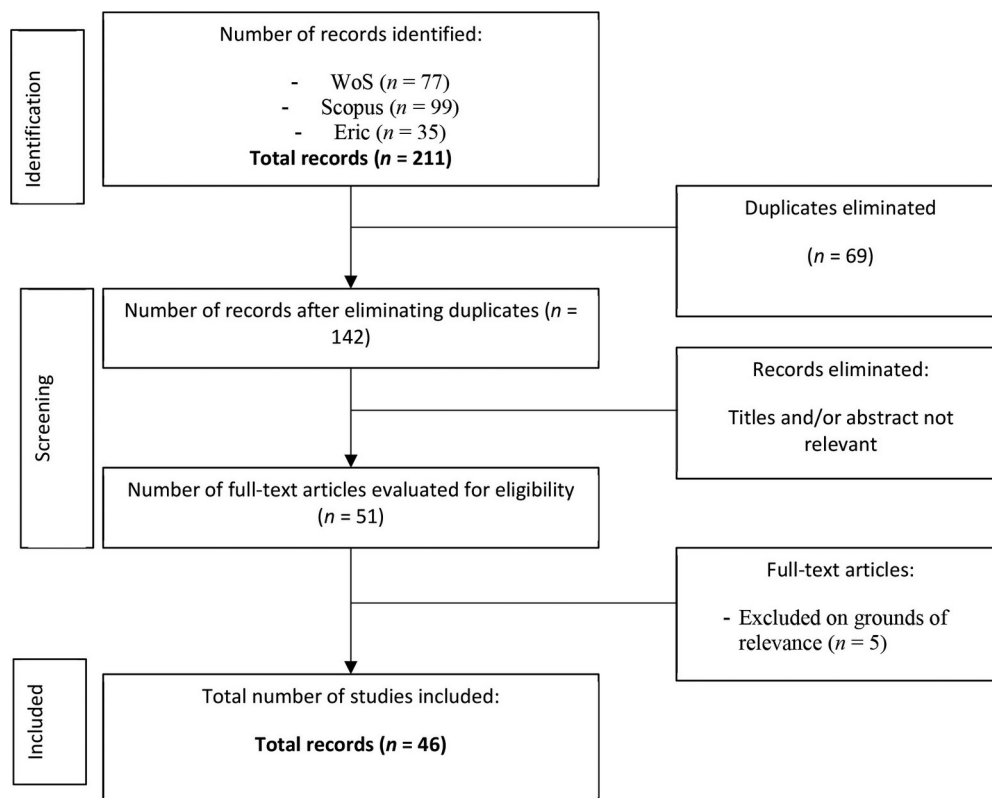 Identification
Number of records identified:
- WoS (n = 77)
- Scopus (n = 99)
- Eric (n = 35)
Total records (n = 211)
Duplicates eliminated
(n = 69)
Screening
Number of records after eliminating duplicates (n =
142)
Records eliminated:
Titles and/or abstract not
relevant
Number of full-text articles evaluated for eligibility
(n = 51)
Full-text articles:
- Excluded on grounds of
relevance (n = 5)
Included
Total number of studies included:
Total records (n = 46)